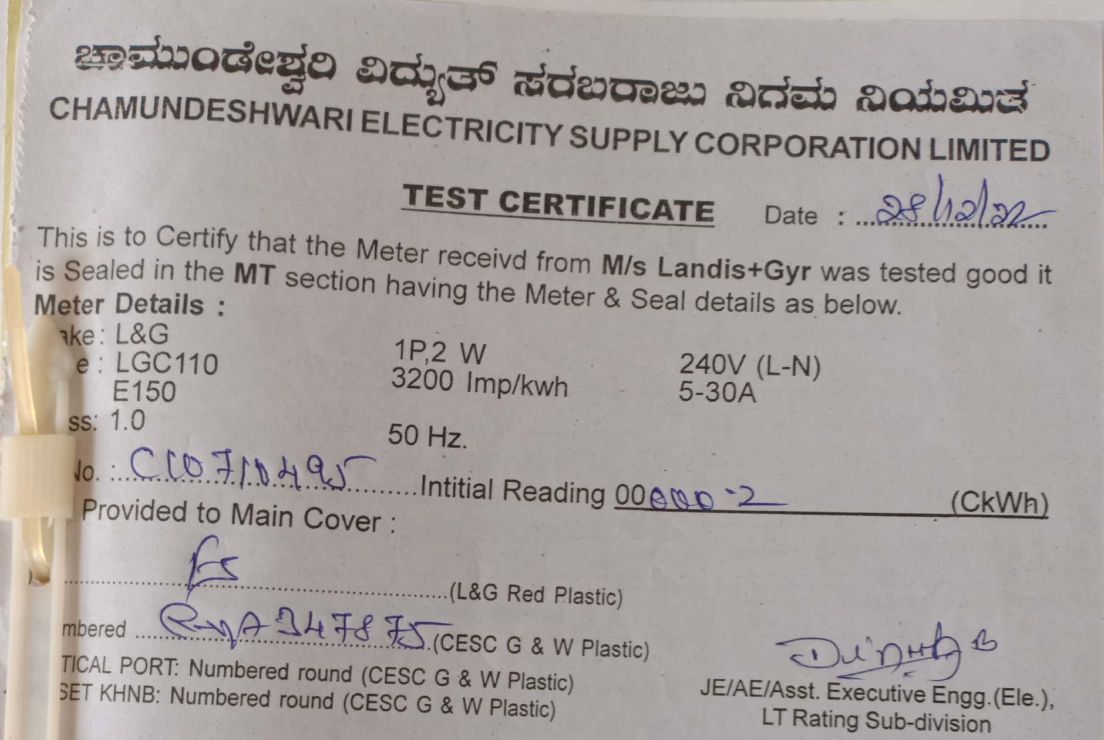 ಚಾಮುಂಡೇಶ್ವರಿ ವಿದ್ಯುತ್ ಸರಬರಾಜು ನಿಗಮ ನಿಯಮಿತ
CHAMUNDESHWARI ELECTRICITY SUPPLY CORPORATION LIMITED
TEST CERTIFICATE Date : 28/12/22
This is to Certify that the Meter receivd from M/s Landis+Gyr was tested good it
is Sealed in the MT section having the Meter & Seal details as below.
Meter Details :
ake: L&G
e : LGC110 1P,2 W 240V (L-N)
E150 3200 Imp/kwh 5-30A
ss: 1.0 50 Hz.
No. : C10710495 Intitial Reading 00000-2 (CkWh)
Provided to Main Cover :
(L&G Red Plastic)
mbered 347875 (CESC G & W Plastic)
TICAL PORT: Numbered round (CESC G & W Plastic)
SET KHNB: Numbered round (CESC G & W Plastic)
JE/AE/Asst. Executive Engg.(Ele.),
LT Rating Sub-division